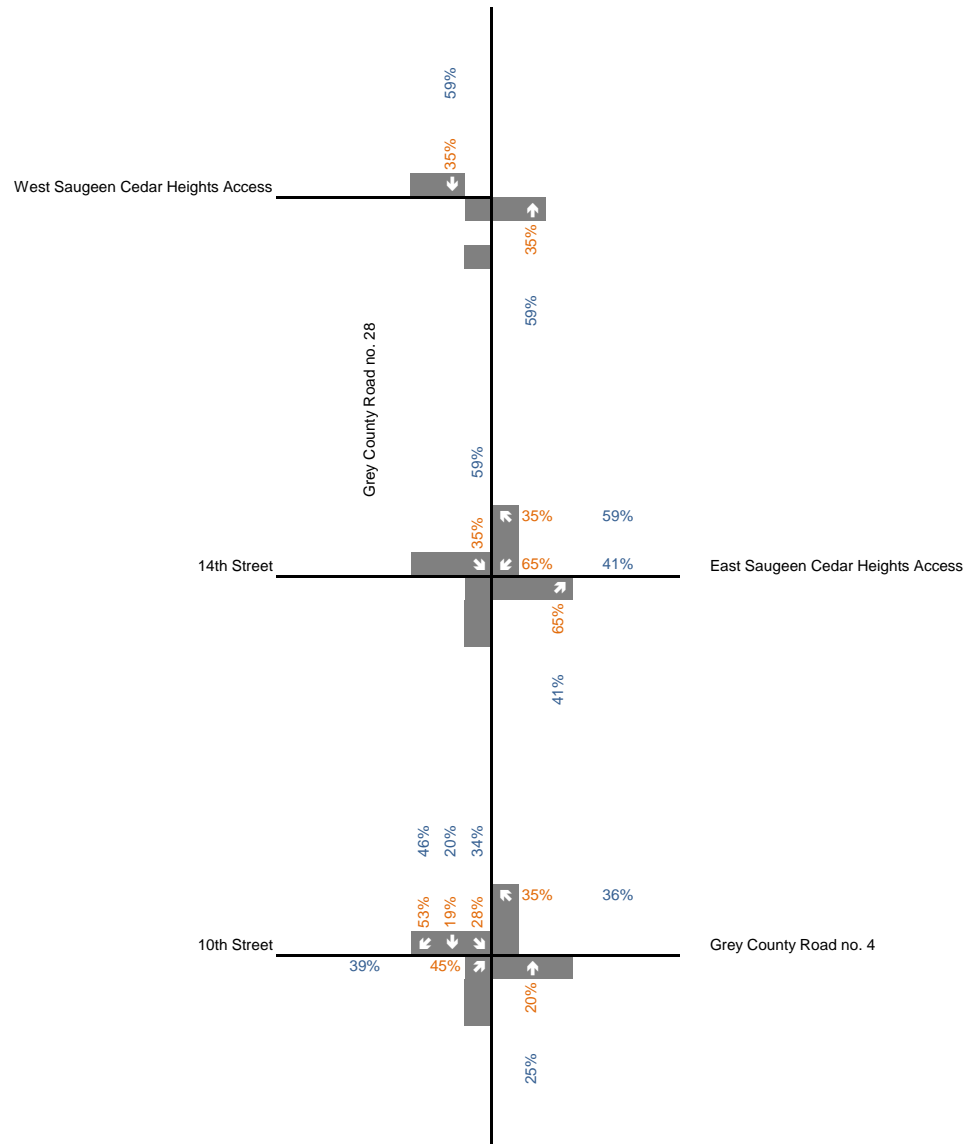 59%
35%
West Saugeen Cedar Heights Access
35%
59%
Grey County Road no. 28
59%
35%
35% 59%
14th Street
65% 41%
East Saugeen Cedar Heights Access
65%
41%
46% 20% 34%
53% 19% 28%
35% 36%
10th Street
Grey County Road no. 4
39% 45%
20%
25%